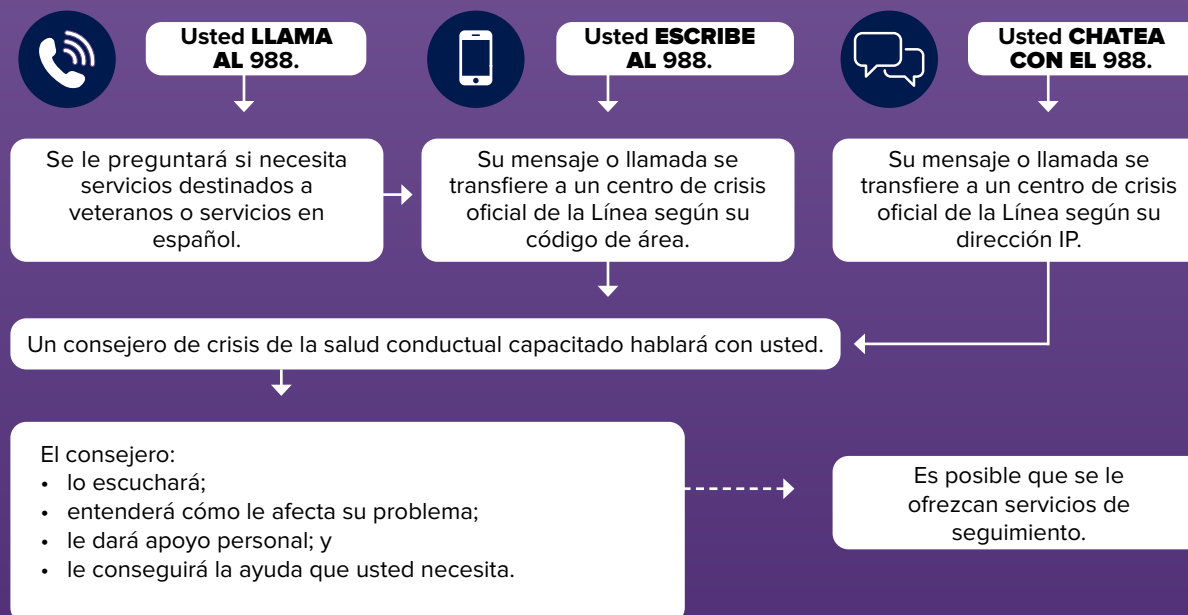 Usted LLAMA
AL 988.
Usted ESCRIBE
AL 988.
Usted CHATEA
CON EL 988.
Se le preguntará si necesita
servicios destinados a
veteranos o servicios en
español.
Su mensaje o llamada se
transfiere a un centro de crisis
oficial de la Línea según su
código de área.
Su mensaje o llamada se
transfiere a un centro de crisis
oficial de la Línea según su
dirección IP.
Un consejero de crisis de la salud conductual capacitado hablará con usted.
El consejero:
• lo escuchará;
• entenderá cómo le afecta su problema;
• le dará apoyo personal; y
• le conseguirá la ayuda que usted necesita.
Es posible que se le
ofrezcan servicios de
seguimiento.